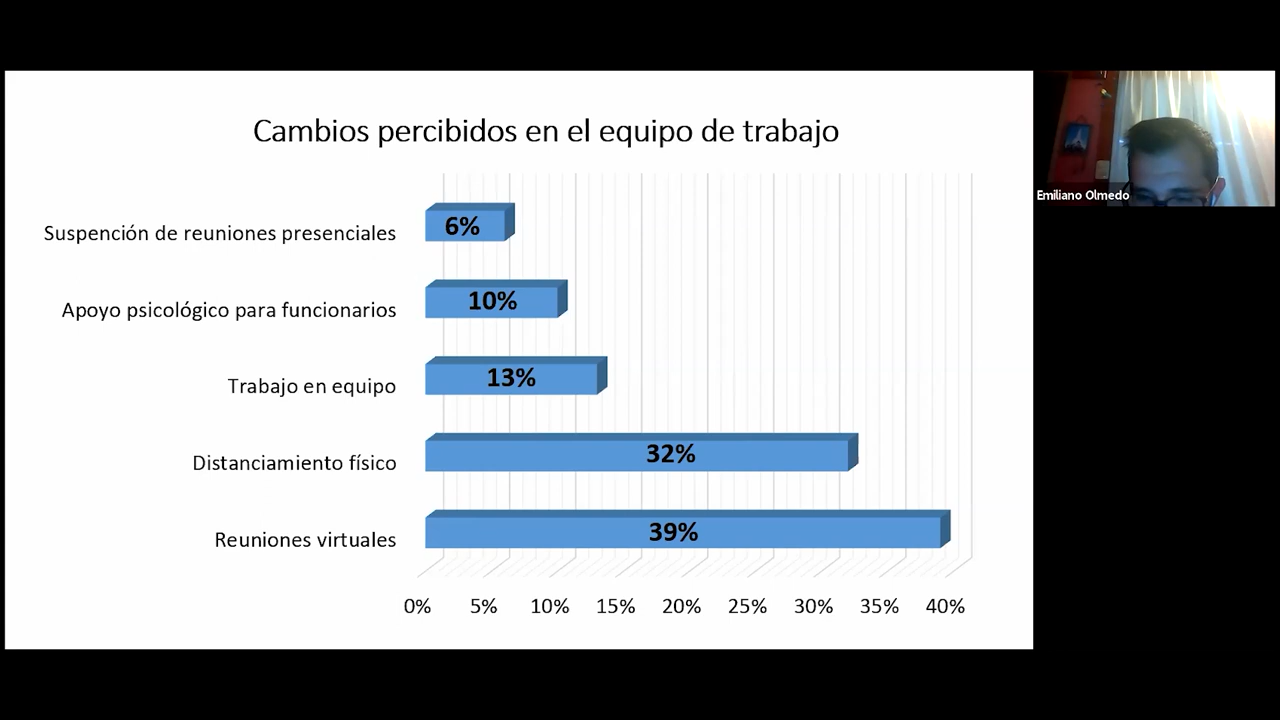 Cambios percibidos en el equipo de trabajo
Suspención de reuniones presenciales
6%
Apoyo psicológico para funcionarios
10%
Trabajo en equipo
13%
Distanciamiento físico
32%
Reuniones virtuales
39%
0% 5% 10% 15% 20% 25% 30% 35% 40%
Emiliano Olmedo